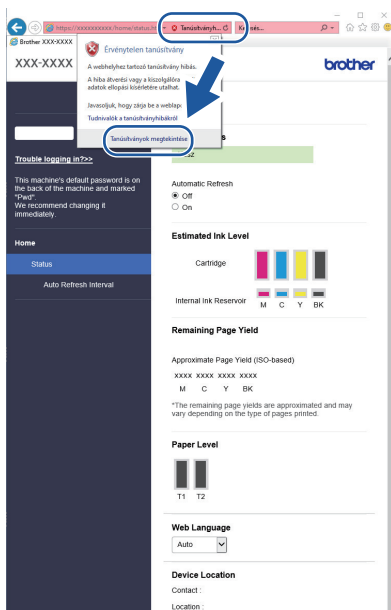 https://xxxxxxxxxx/home/status.h
Tanúsítványh...
Brother XXX-XXXX
Érvénytelen tanúsítvány
XXX-XXXX
brother
A webhelyhez tartozó tanúsítvány hibás.
A hiba átverési vagy a kiszolgálóra
adatok ellopási kísérletére utalhat.
Javasoljuk, hogy zárja be a weblapo
Tudnivalók a tanúsítványhibákról
Tanúsítványok megtekintése
Trouble logging in?>>
This machine's default password is on
the back of the machine and marked
"Pwd".
We recommend changing it
immediately.
Automatic Refresh
Off
On
Home
Status
Auto Refresh Interval
Estimated Ink Level
Cartridge
Internal Ink Reservoir
M C Y BK
Remaining Page Yield
Approximate Page Yield (ISO-based)
xxxx xxxx xxxx xxxx
M C Y BK
*The remaining page yields are approximated and may
vary depending on the type of pages printed.
Paper Level
T1 T2
Web Language
Auto
Device Location
Contact :
Location :